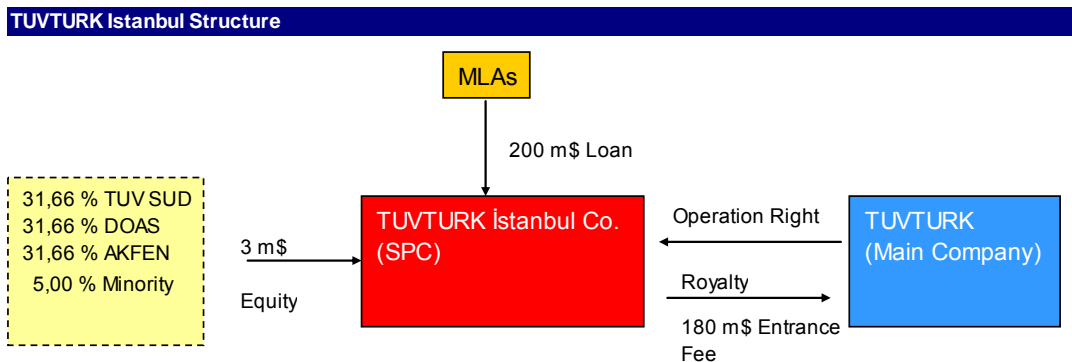 TUVTURK Istanbul Structure
MLAs
200 m$ Loan
31,66 % TUV SUD
31,66 % DOAS
31,66 % AKFEN
5,00 % Minority
3 m$
Equity
TUVTURK İstanbul Co.
(SPC)
Operation Right
Royalty
180 m$ Entrance
Fee
TUVTURK
(Main Company)